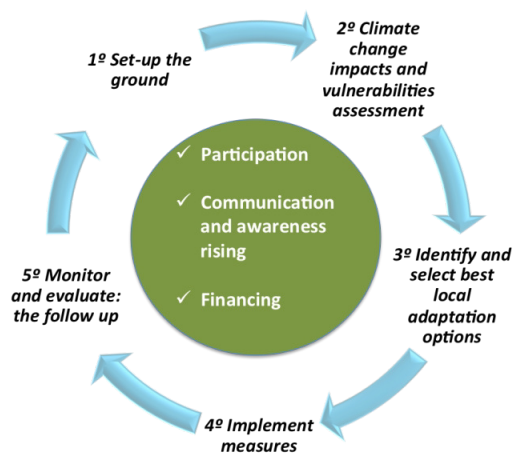 1º Set-up the
ground
2º Climate
change
impacts and
vulnerabilities
assessment
3º Identify and
select best
local
adaptation
options
4º Implement
measures
5º Monitor
and evaluate:
the follow up
✓ Participation
✓ Communication
and awareness
rising
✓ Financing